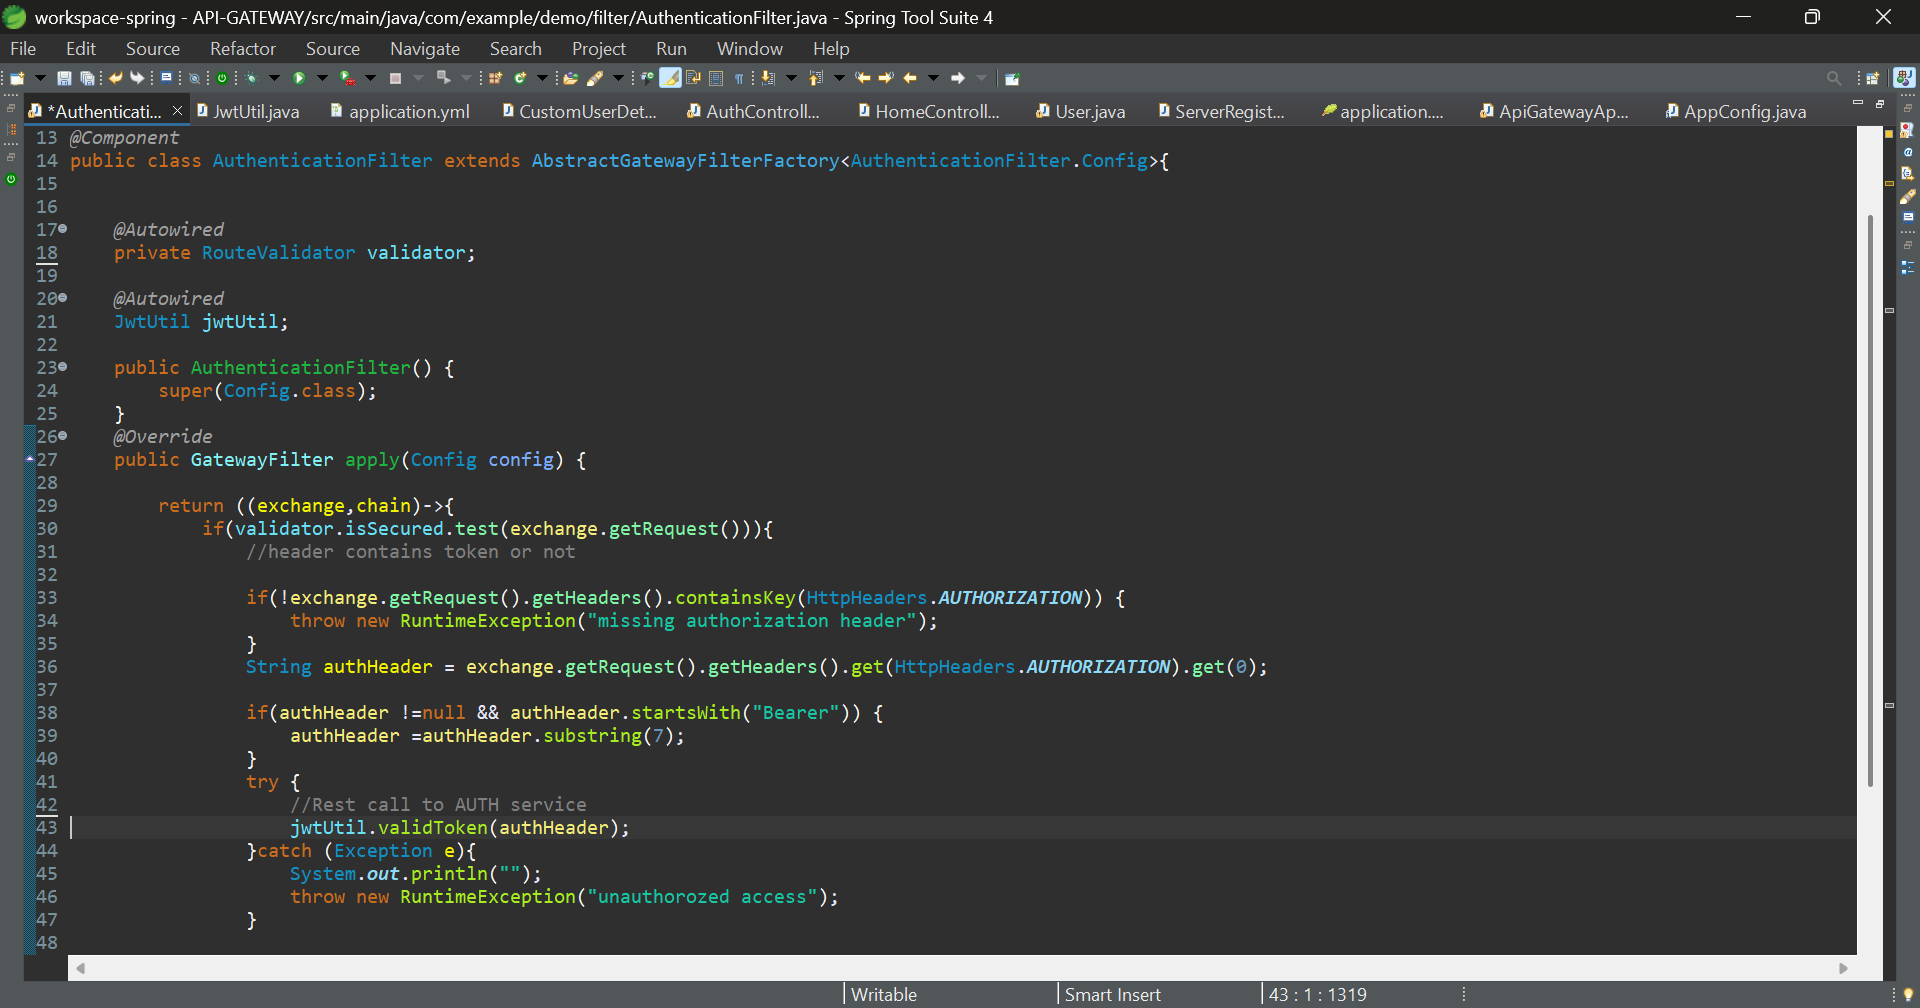 workspace-spring - API-GATEWAY/src/main/java/com/example/demo/filter/AuthenticationFilter.java - Spring Tool Suite 4
File Edit Source Refactor Source Navigate Search Project Run Window Help
*Authenticati... JwtUtil.java application.yml CustomUserDet... AuthControll... HomeControll... User.java ServerRegist... application.... ApiGatewayAp... AppConfig.java
13 @Component
14 public class AuthenticationFilter extends AbstractGatewayFilterFactory<AuthenticationFilter.Config>{
15
16
17 @Autowired
18 private RouteValidator validator;
19
20 @Autowired
21 JwtUtil jwtUtil;
22
23 public AuthenticationFilter() {
24 super(Config.class);
25 }
26 @Override
27 public GatewayFilter apply(Config config) {
28
29 return ((exchange,chain)->{
30 if(validator.isSecured.test(exchange.getRequest())){
31 //header contains token or not
32
33 if(!exchange.getRequest().getHeaders().containsKey(HttpHeaders.AUTHORIZATION)) {
34 throw new RuntimeException("missing authorization header");
35 }
36 String authHeader = exchange.getRequest().getHeaders().get(HttpHeaders.AUTHORIZATION).get(0);
37
38 if(authHeader !=null && authHeader.startsWith("Bearer")) {
39 authHeader =authHeader.substring(7);
40 }
41 try {
42 //Rest call to AUTH service
43 jwtUtil.validToken(authHeader);
44 }catch (Exception e){
45 System.out.println("");
46 throw new RuntimeException("unauthorozed access");
47 }
48
Writable Smart Insert 43 : 1 : 1319